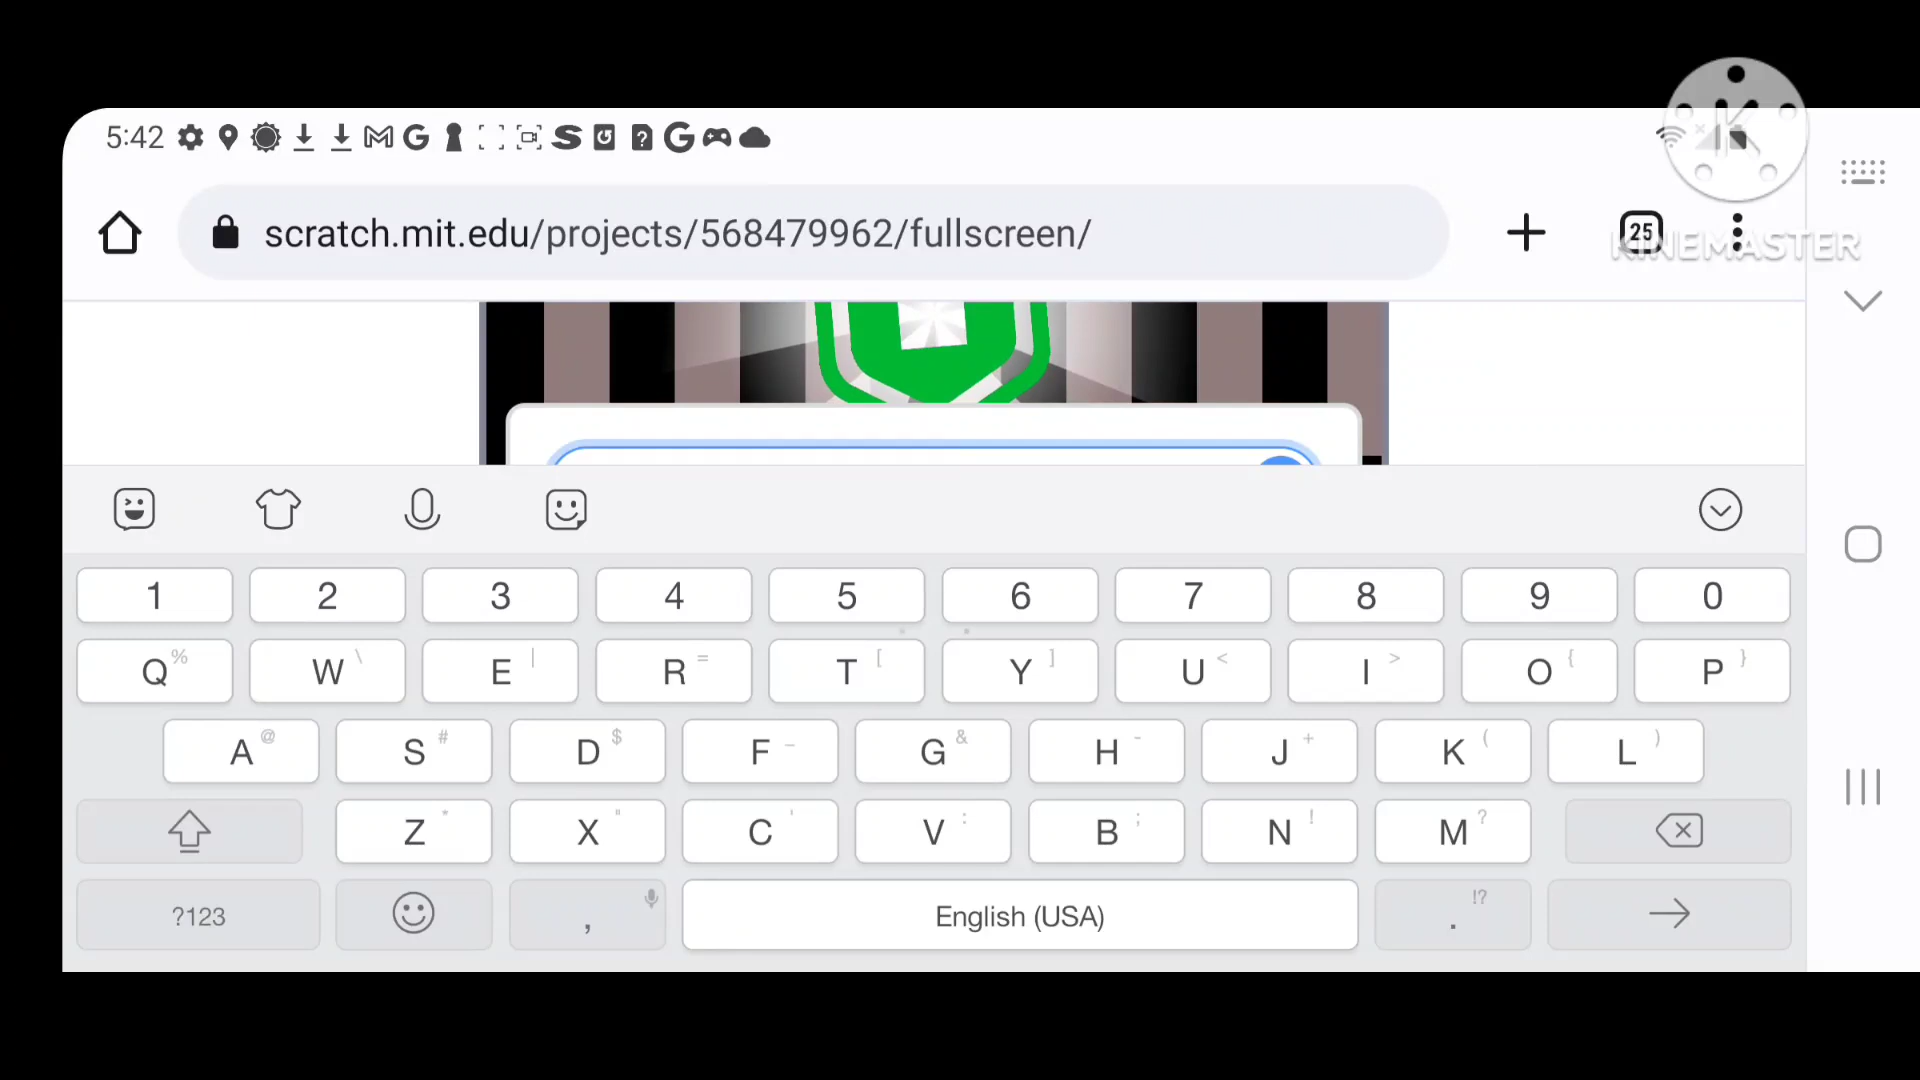 5:42
scratch.mit.edu/projects/568479962/fullscreen/
25
KINEMASTER
1 2 3 4 5 6 7 8 9 0
Q % W \ E | R = T [ Y ] U < I > O { P }
A @ S # D $ F _ G & H - J + K ( L )
Z * X " C ' V : B ; N ! M ?
?123 , English (USA) . !?